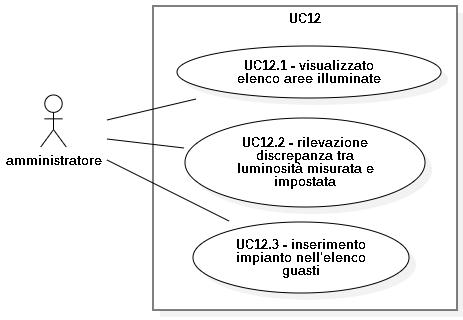 UC12
UC12.1 - visualizzato
elenco aree illuminate
amministratore
UC12.2 - rilevazione
discrepanza tra
luminosità misurata e
impostata
UC12.3 - inserimento
impianto nell'elenco
guasti